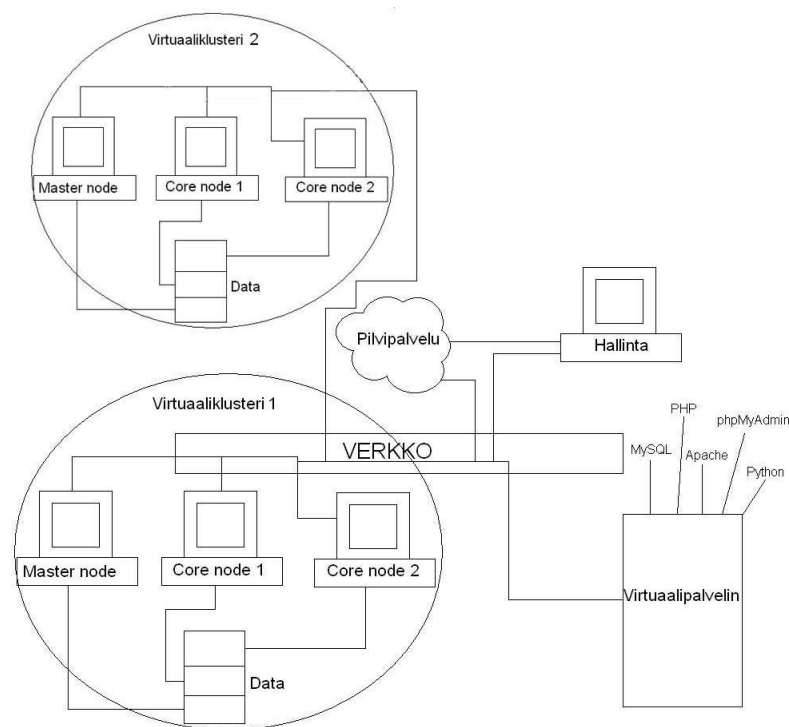 Virtuaaliklusteri 2
Master node
Core node 1
Core node 2
Data
Pilvipalvelu
Hallinta
Virtuaaliklusteri 1
VERKKO
PHP
phpMyAdmin
MySQL
Apache
Python
Master node
Core node 1
Core node 2
Virtuaalipalvelin
Data